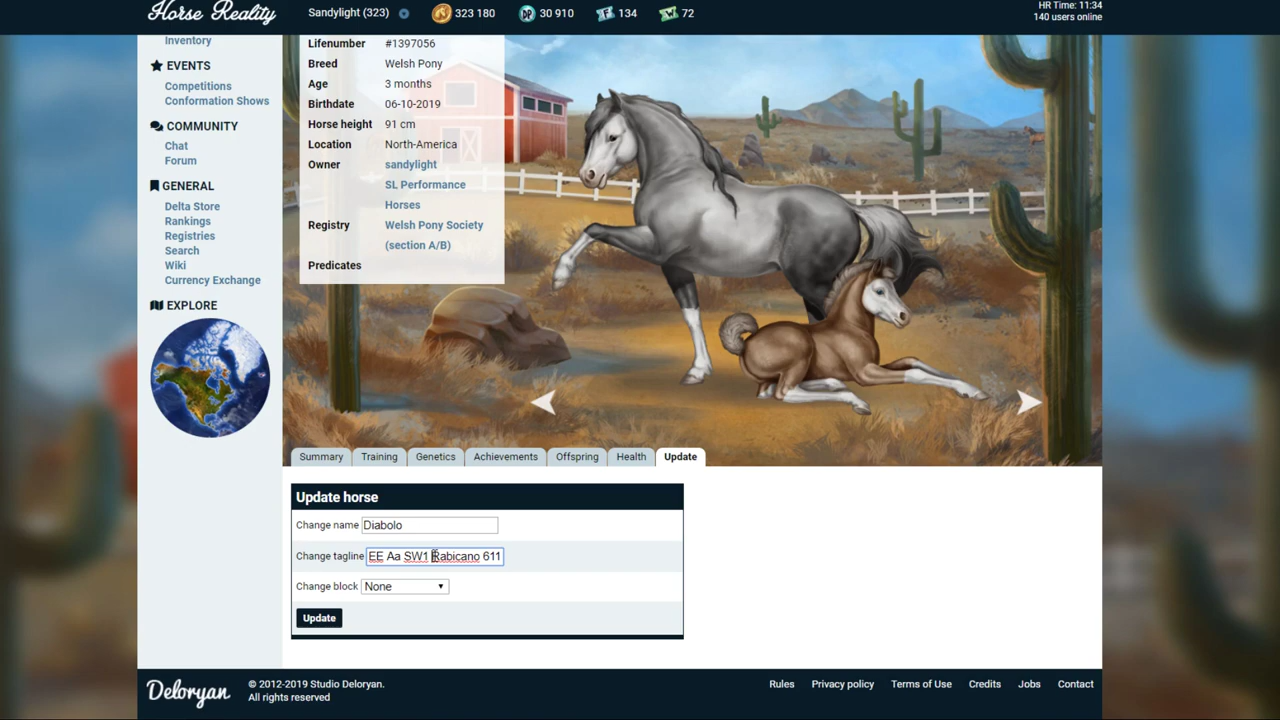 Horse Reality
Sandylight (323) 323 180 30 910 134 72
HR Time: 11:34
140 users online
Inventory
EVENTS
Competitions
Conformation Shows
COMMUNITY
Chat
Forum
GENERAL
Delta Store
Rankings
Registries
Search
Wiki
Currency Exchange
EXPLORE
Lifenumber #1397056
Breed Welsh Pony
Age 3 months
Birthdate 06-10-2019
Horse height 91 cm
Location North-America
Owner sandylight
SL Performance
Horses
Registry Welsh Pony Society
(section A/B)
Predicates
Summary Training Genetics Achievements Offspring Health Update
Update horse
Change name Diabolo
Change tagline EE Aa SW1 Rabicano 611
Change block None
Update
Deloryan
© 2012-2019 Studio Deloryan.
All rights reserved
Rules Privacy policy Terms of Use Credits Jobs Contact